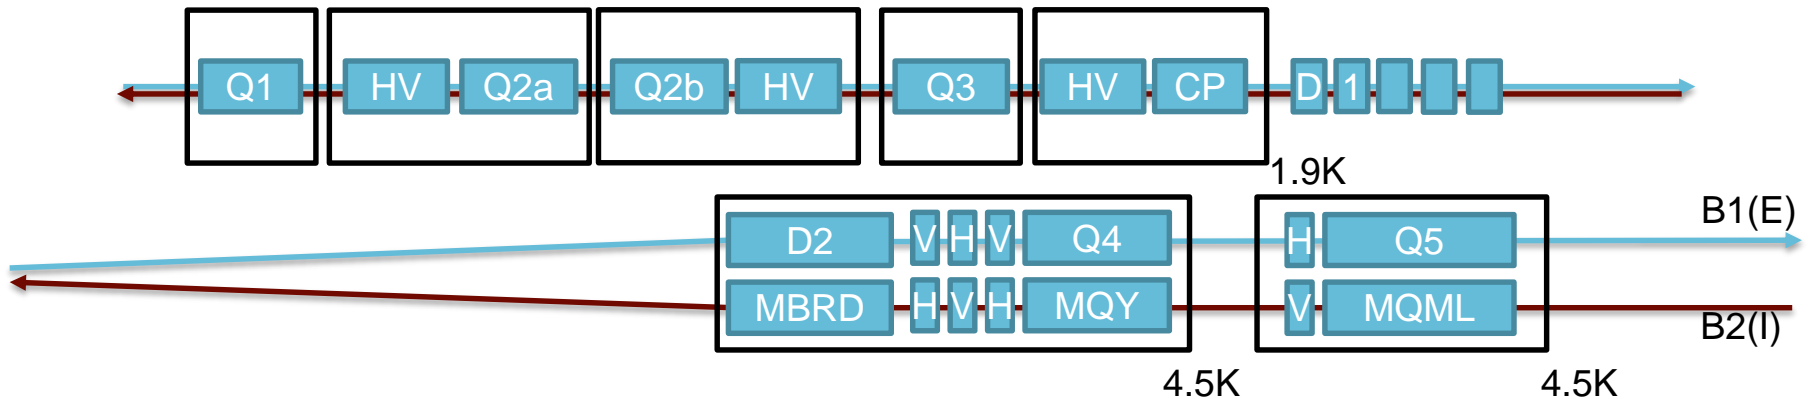 Q1 HV Q2a Q2b HV Q3 HV CP D 1
1.9K
B1(E)
D2 V H V Q4 H Q5
MBRD H V H MQY V MQML
B2(I)
4.5K 4.5K